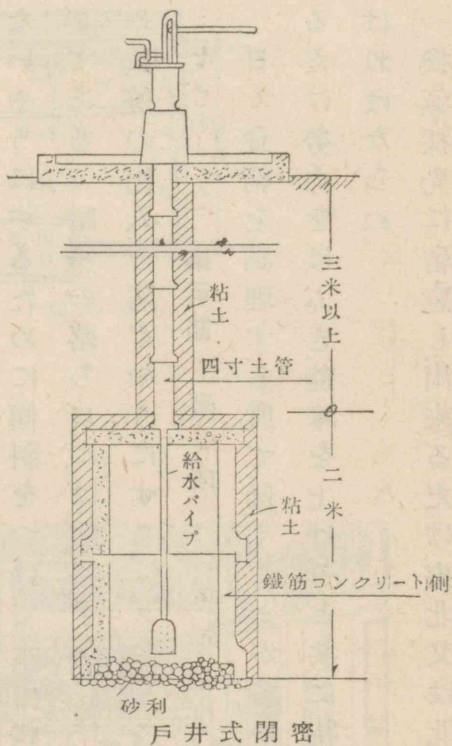 粘土
三米以上
四寸土管
給水パイプ
粘土
二米
鐵筋コンクリート側
砂利
戸井式閉密